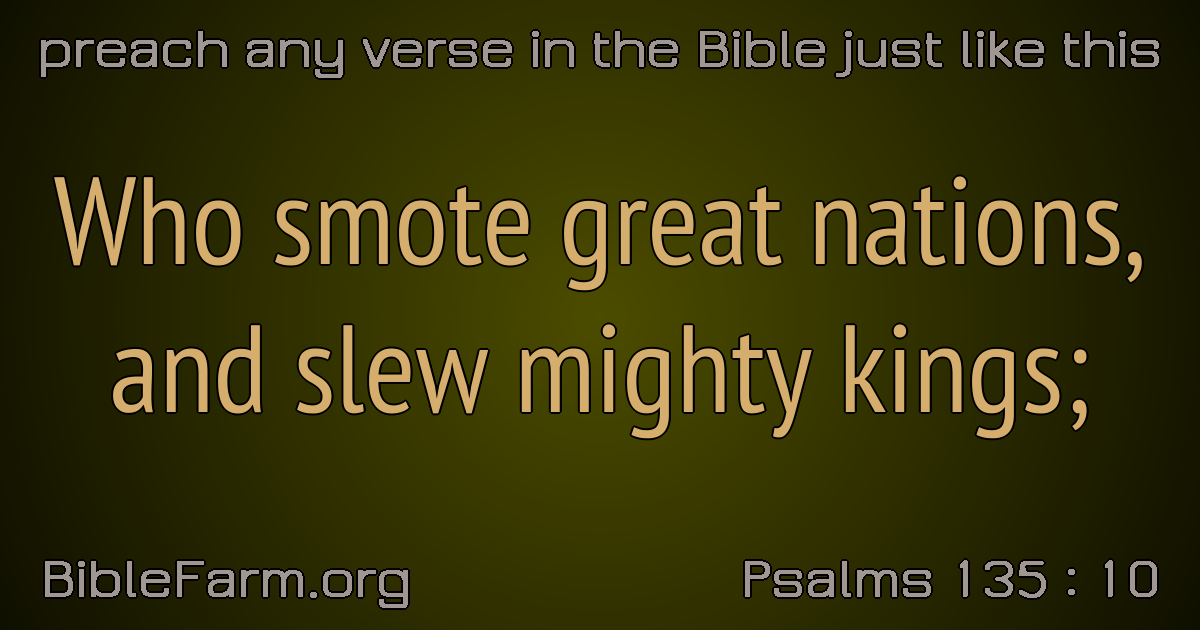 preach any verse in the Bible just like this
Who smote great nations,
and slew mighty kings;
BibleFarm.org
Psalms 135 : 10